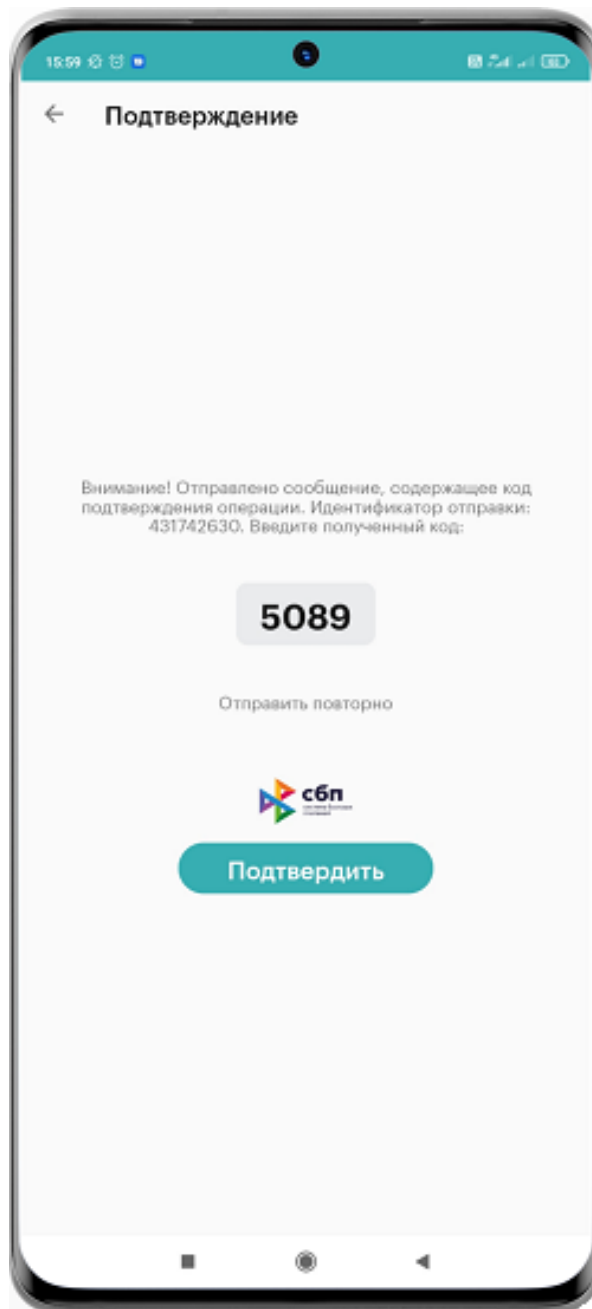 15:59
Подтверждение
Внимание! Отправлено сообщение, содержащее код
подтверждения операции. Идентификатор отправки:
431742630. Введите полученный код:
5089
Отправить повторно
сбп
Подтвердить